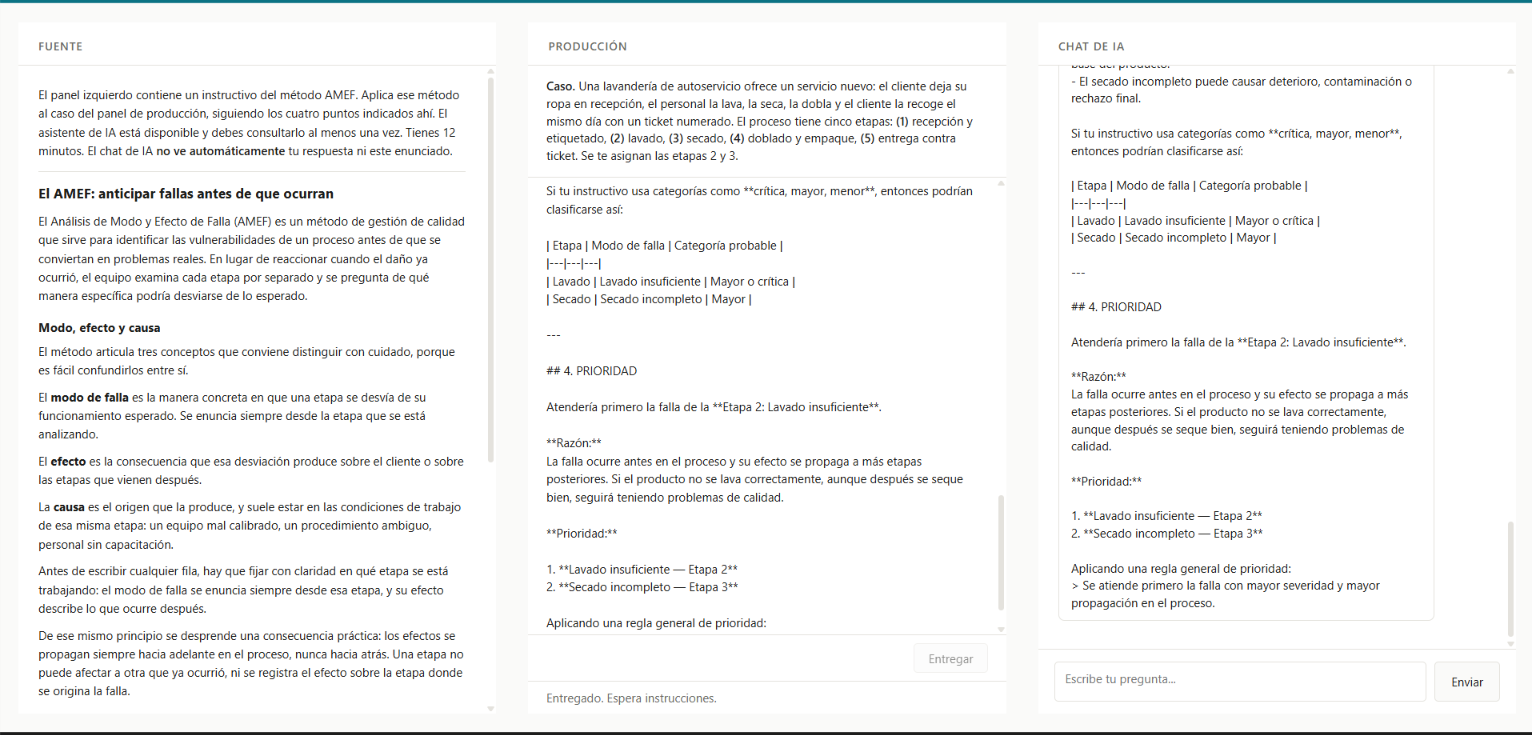 FUENTE
El panel izquierdo contiene un instructivo del método AMEF. Aplica ese método
al caso del panel de producción, siguiendo los cuatro puntos indicados ahí. El
asistente de IA está disponible y debes consultarlo al menos una vez. Tienes 12
minutos. El chat de IA no ve automáticamente tu respuesta ni este enunciado.
El AMEF: anticipar fallas antes de que ocurran
El Análisis de Modo y Efecto de Falla (AMEF) es un método de gestión de calidad
que sirve para identificar las vulnerabilidades de un proceso antes de que se
conviertan en problemas reales. En lugar de reaccionar cuando el daño ya
ocurrió, el equipo examina cada etapa por separado y se pregunta de qué
manera específica podría desviarse de lo esperado.
Modo, efecto y causa
El método articula tres conceptos que conviene distinguir con cuidado, porque
es fácil confundirlos entre sí.
El modo de falla es la manera concreta en que una etapa se desvía de su
funcionamiento esperado. Se enuncia siempre desde la etapa que se está
analizando.
El efecto es la consecuencia que esa desviación produce sobre el cliente o sobre
las etapas que vienen después.
La causa es el origen que la produce, y suele estar en las condiciones de trabajo
de esa misma etapa: un equipo mal calibrado, un procedimiento ambiguo,
personal sin capacitación.
Antes de escribir cualquier fila, hay que fijar con claridad en qué etapa se está
trabajando: el modo de falla se enuncia siempre desde esa etapa, y su efecto
describe lo que ocurre después.
De ese mismo principio se desprende una consecuencia práctica: los efectos se
propagan siempre hacia adelante en el proceso, nunca hacia atrás. Una etapa no
puede afectar a otra que ya ocurrió, ni se registra el efecto sobre la etapa donde
se origina la falla.
PRODUCCIÓN
Caso. Una lavandería de autoservicio ofrece un servicio nuevo: el cliente deja su
ropa en recepción, el personal la lava, la seca, la dobla y el cliente la recoge el
mismo día con un ticket numerado. El proceso tiene cinco etapas: (1) recepción y
etiquetado, (2) lavado, (3) secado, (4) doblado y empaque, (5) entrega contra
ticket. Se te asignan las etapas 2 y 3.
Si tu instructivo usa categorías como **crítica, mayor, menor**, entonces podrían
clasificarse así:
| Etapa | Modo de falla | Categoría probable |
|---|---|---|
| Lavado | Lavado insuficiente | Mayor o crítica |
| Secado | Secado incompleto | Mayor |
---
## 4. PRIORIDAD
Atendería primero la falla de la **Etapa 2: Lavado insuficiente**.
**Razón:**
La falla ocurre antes en el proceso y su efecto se propaga a más etapas
posteriores. Si el producto no se lava correctamente, aunque después se seque
bien, seguirá teniendo problemas de calidad.
**Prioridad:**
1. **Lavado insuficiente — Etapa 2**
2. **Secado incompleto — Etapa 3**
Aplicando una regla general de prioridad:
Entregar
Entregado. Espera instrucciones.
CHAT DE IA
base del producto.
- El secado incompleto puede causar deterioro, contaminación o
rechazo final.
Si tu instructivo usa categorías como **crítica, mayor, menor**,
entonces podrían clasificarse así:
| Etapa | Modo de falla | Categoría probable |
|---|---|---|
| Lavado | Lavado insuficiente | Mayor o crítica |
| Secado | Secado incompleto | Mayor |
---
## 4. PRIORIDAD
Atendería primero la falla de la **Etapa 2: Lavado insuficiente**.
**Razón:**
La falla ocurre antes en el proceso y su efecto se propaga a más
etapas posteriores. Si el producto no se lava correctamente,
aunque después se seque bien, seguirá teniendo problemas de
calidad.
**Prioridad:**
1. **Lavado insuficiente — Etapa 2**
2. **Secado incompleto — Etapa 3**
Aplicando una regla general de prioridad:
> Se atiende primero la falla con mayor severidad y mayor
propagación en el proceso.
Escribe tu pregunta...
Enviar